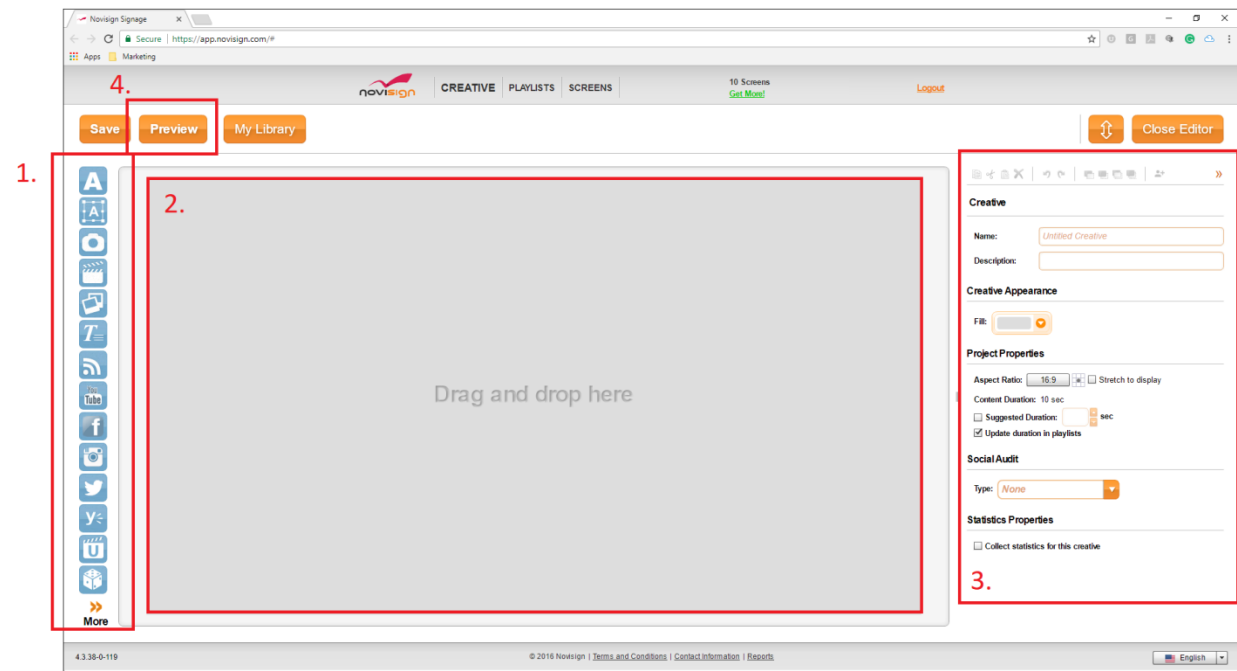 Novisign Signage
Secure | https://app.novisign.com/#
Apps Marketing
4.
novisign CREATIVE PLAYLISTS SCREENS 10 Screens Logout
Get More!
Save Preview My Library Close Editor
1.
2.
A
A
T
You
Tube
f
y
U
More
Drag and drop here
Creative
Name: Untitled Creative
Description:
Creative Appearance
Fill:
Project Properties
Aspect Ratio: 16:9 Stretch to display
Content Duration: 10 sec
Suggested Duration: sec
Update duration in playlists
Social Audit
Type: None
Statistics Properties
Collect statistics for this creative
3.
4.3.38-0-119 © 2016 Novisign | Terms and Conditions | Contact Information | Reports English